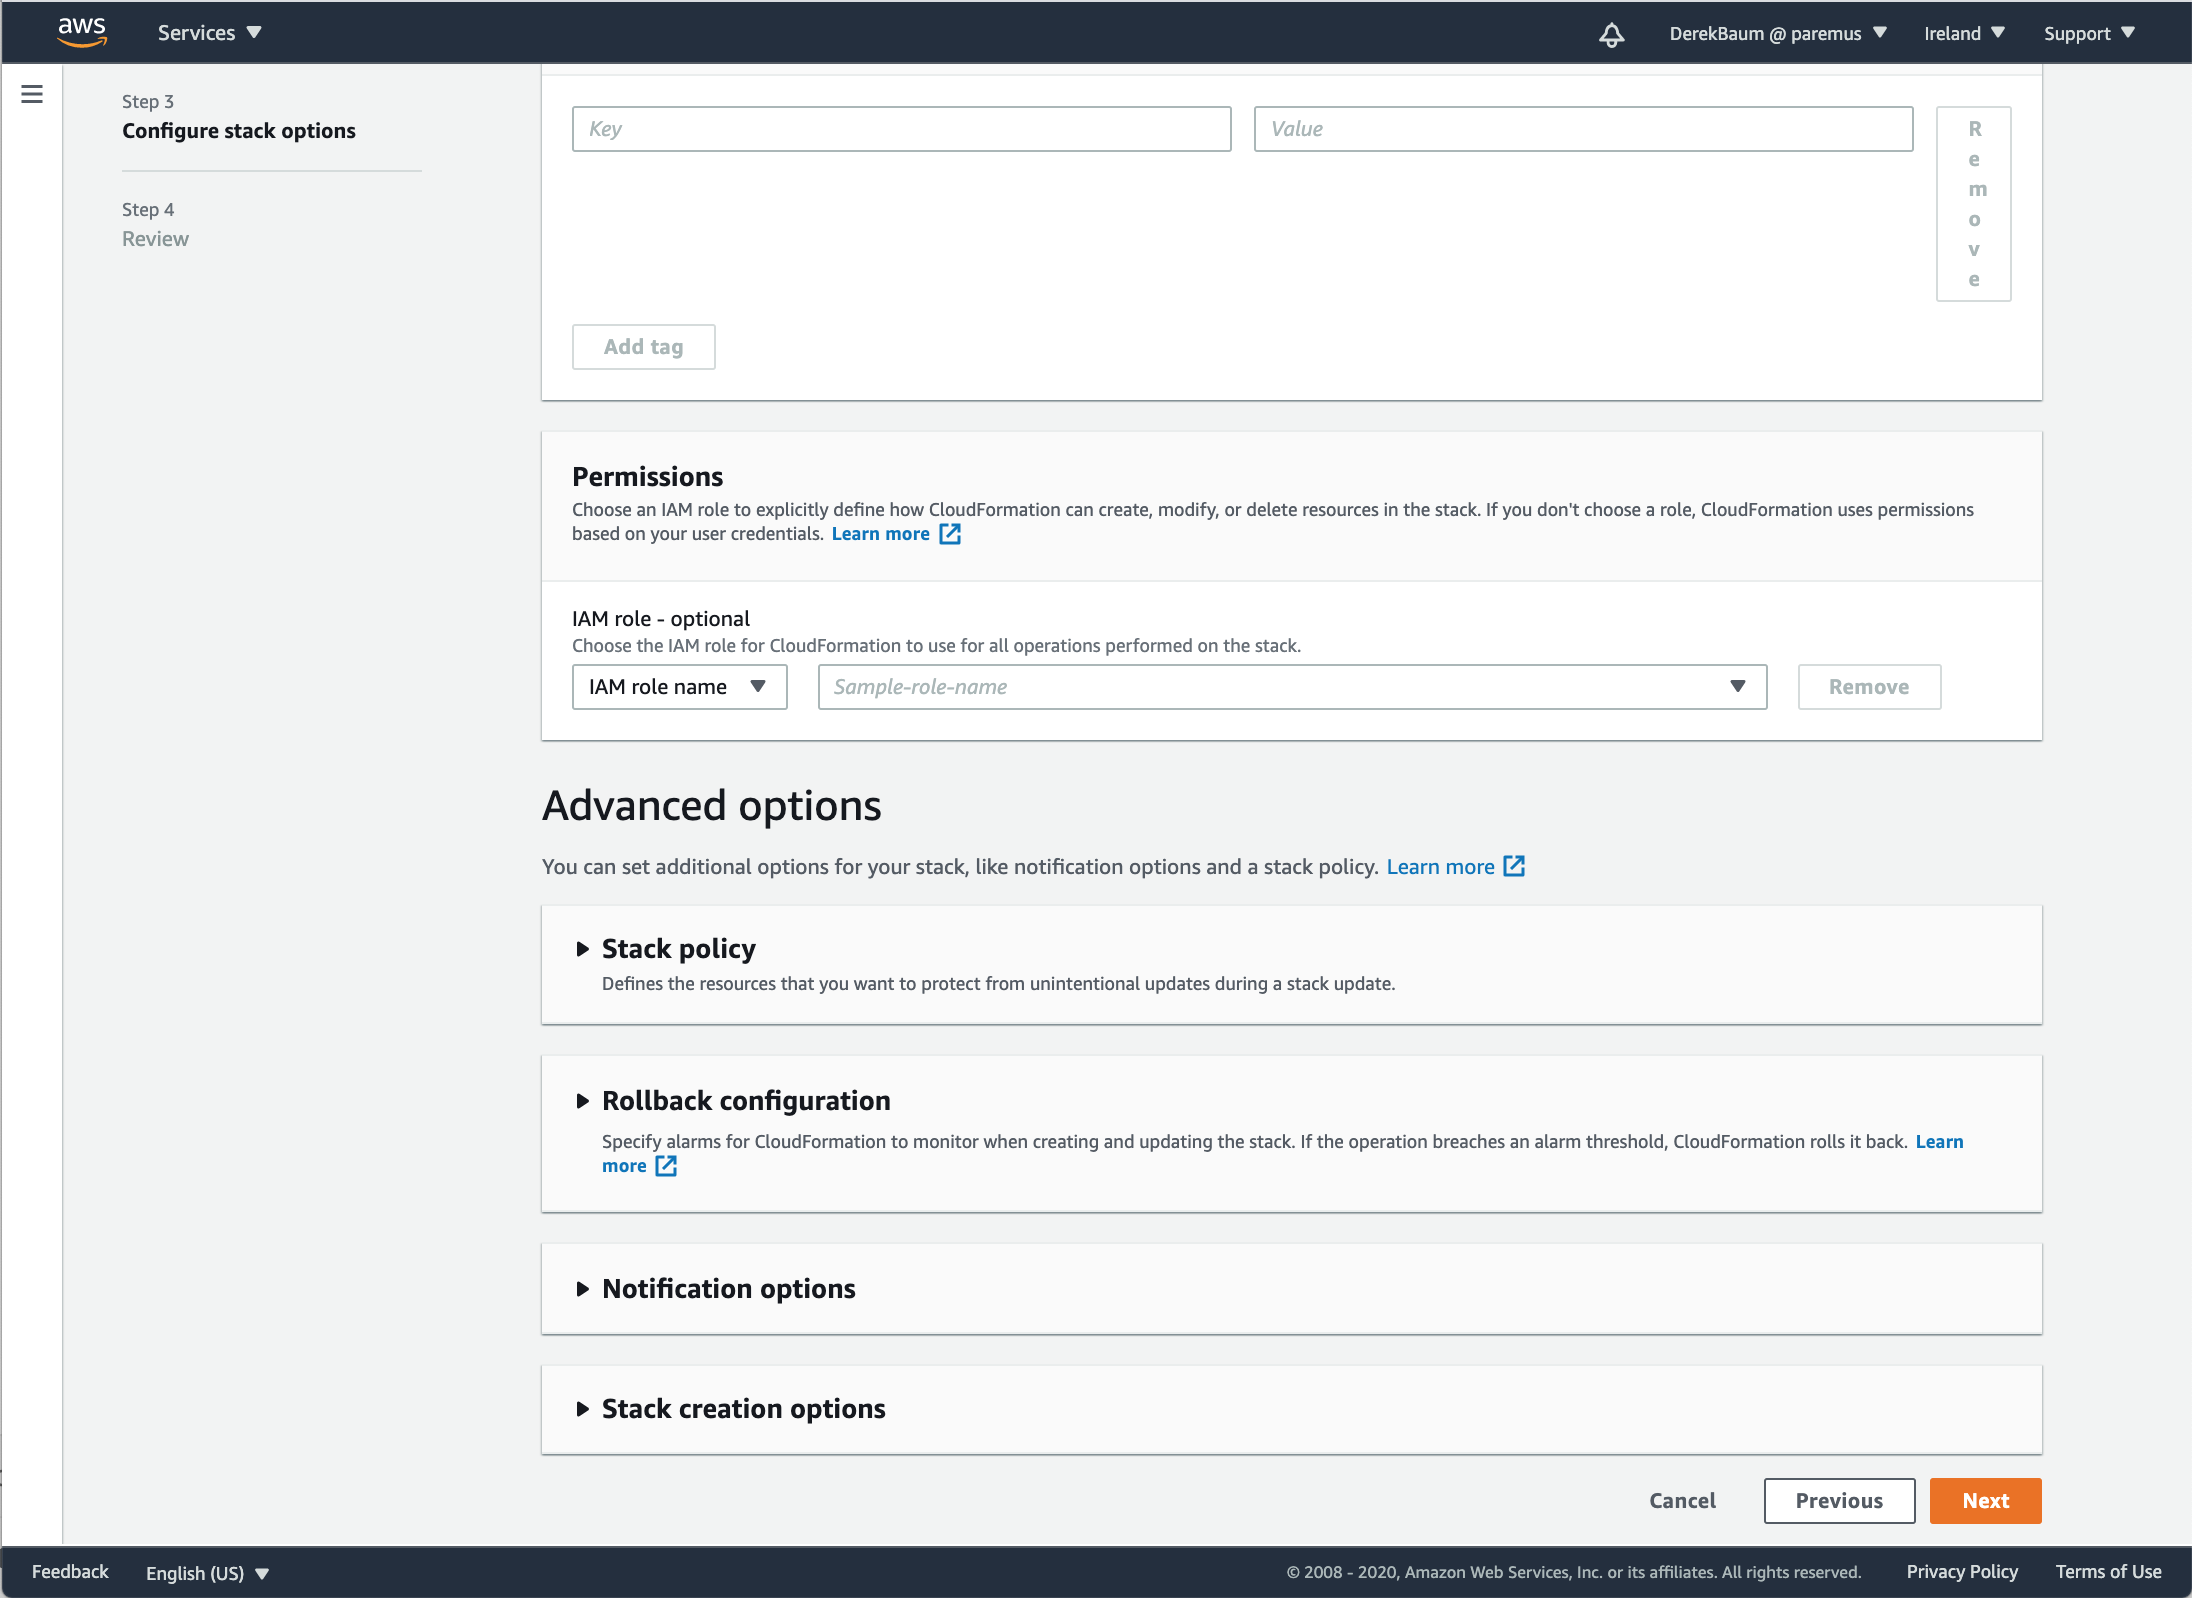 aws
Services
DerekBaum @ paremus
Ireland
Support
Step 3
Configure stack options
Step 4
Review
Key
Value
R
e
m
o
v
e
Add tag
Permissions
Choose an IAM role to explicitly define how CloudFormation can create, modify, or delete resources in the stack. If you don't choose a role, CloudFormation uses permissions
based on your user credentials. Learn more
IAM role - optional
Choose the IAM role for CloudFormation to use for all operations performed on the stack.
IAM role name
Sample-role-name
Remove
Advanced options
You can set additional options for your stack, like notification options and a stack policy. Learn more
Stack policy
Defines the resources that you want to protect from unintentional updates during a stack update.
Rollback configuration
Specify alarms for CloudFormation to monitor when creating and updating the stack. If the operation breaches an alarm threshold, CloudFormation rolls it back. Learn
more
Notification options
Stack creation options
Cancel
Previous
Next
Feedback
English (US)
© 2008 - 2020, Amazon Web Services, Inc. or its affiliates. All rights reserved.
Privacy Policy
Terms of Use